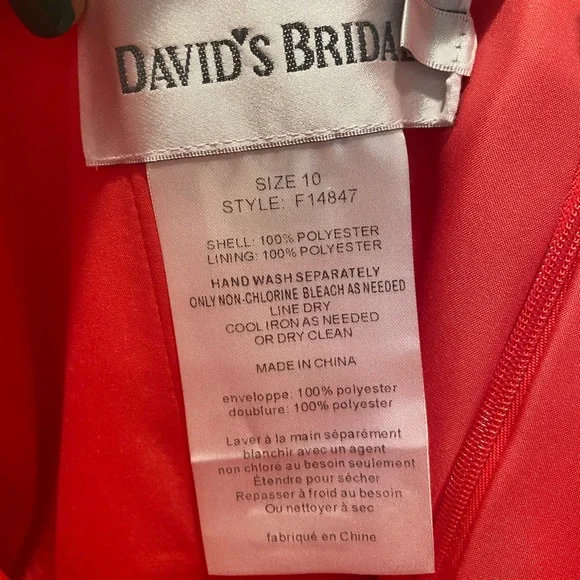 DAVID'S BRIDAL
SIZE 10
STYLE: F14847
SHELL: 100% POLYESTER
LINING: 100% POLYESTER
HAND WASH SEPARATELY
ONLY NON-CHLORINE BLEACH AS NEEDED
LINE DRY
COOL IRON AS NEEDED
OR DRY CLEAN
MADE IN CHINA
enveloppe: 100% polyester
doublure: 100% polyester
Laver à la main séparément
blanchir avec un agent
non chloré au besoin seulement
Étendre pour sécher
Repasser à froid au besoin
Ou nettoyer à sec
fabriqué en Chine